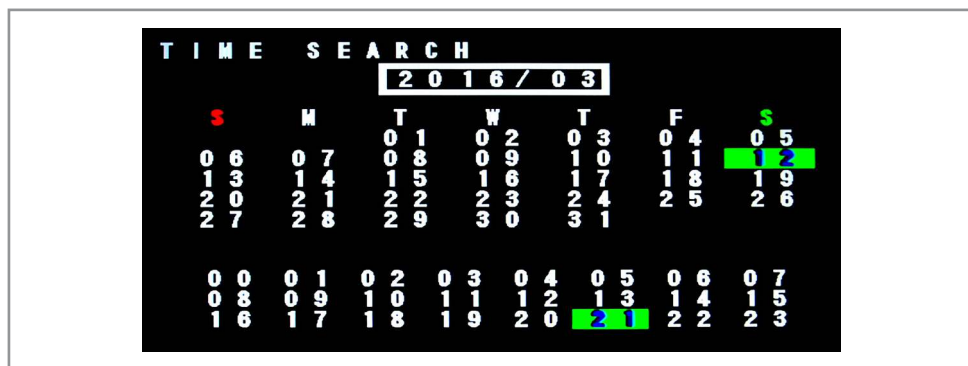 TIME SEARCH
2016/03
S M T W T F S
01 02 03 04 05
06 07 08 09 10 11 12
13 14 15 16 17 18 19
20 21 22 23 24 25 26
27 28 29 30 31
00 01 02 03 04 05 06 07
08 09 10 11 12 13 14 15
16 17 18 19 20 21 22 23